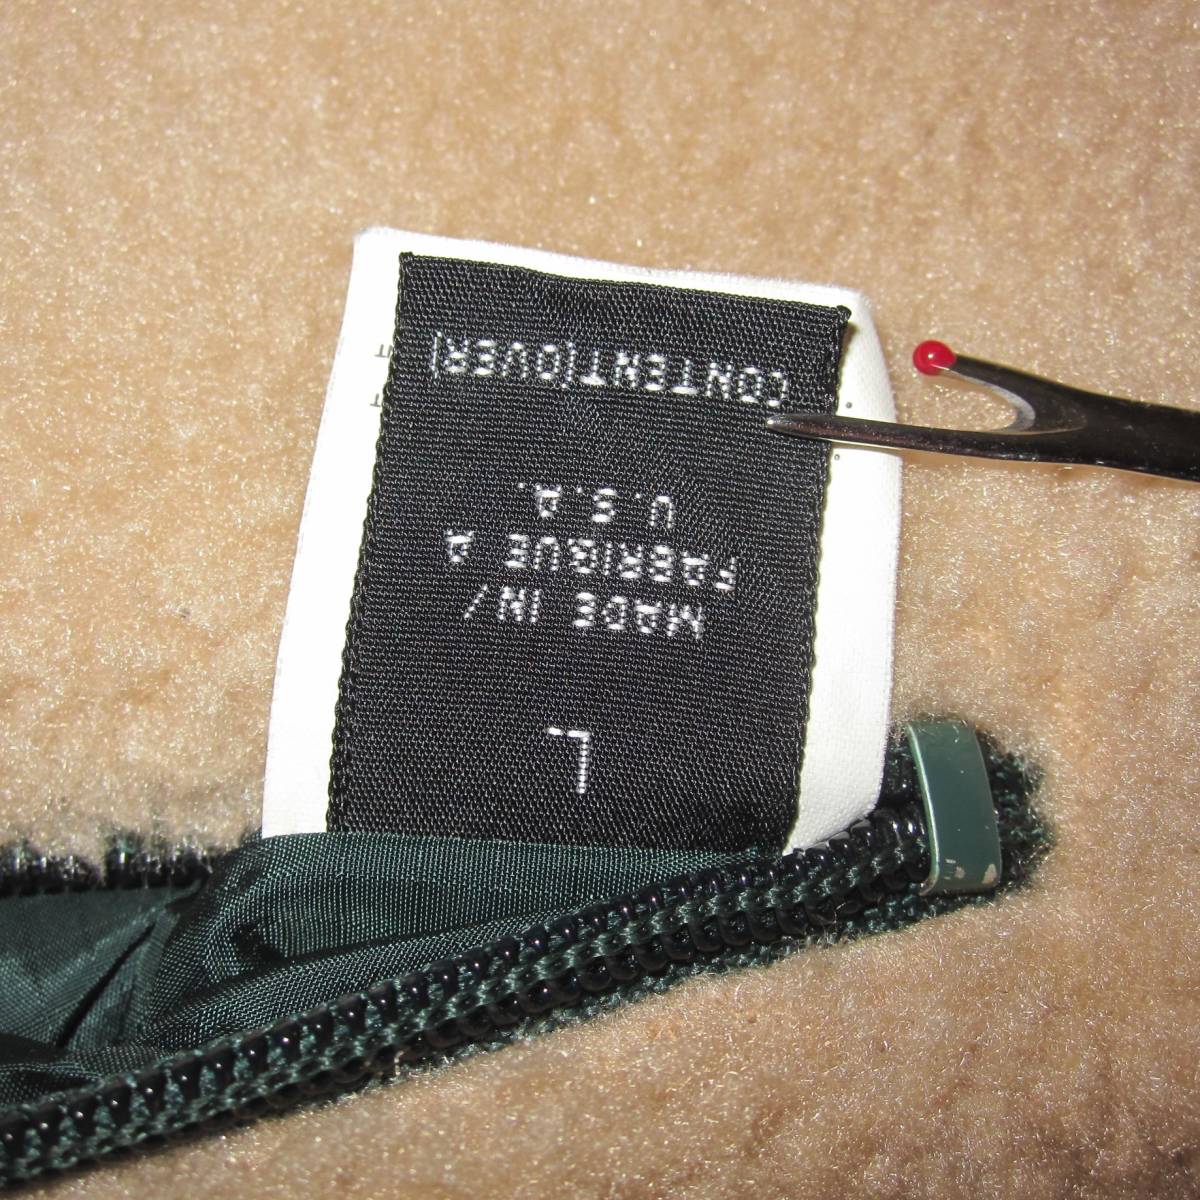 L
MADE IN/
FABRIQUE A
U.S.A.
CONTENT(OVER)